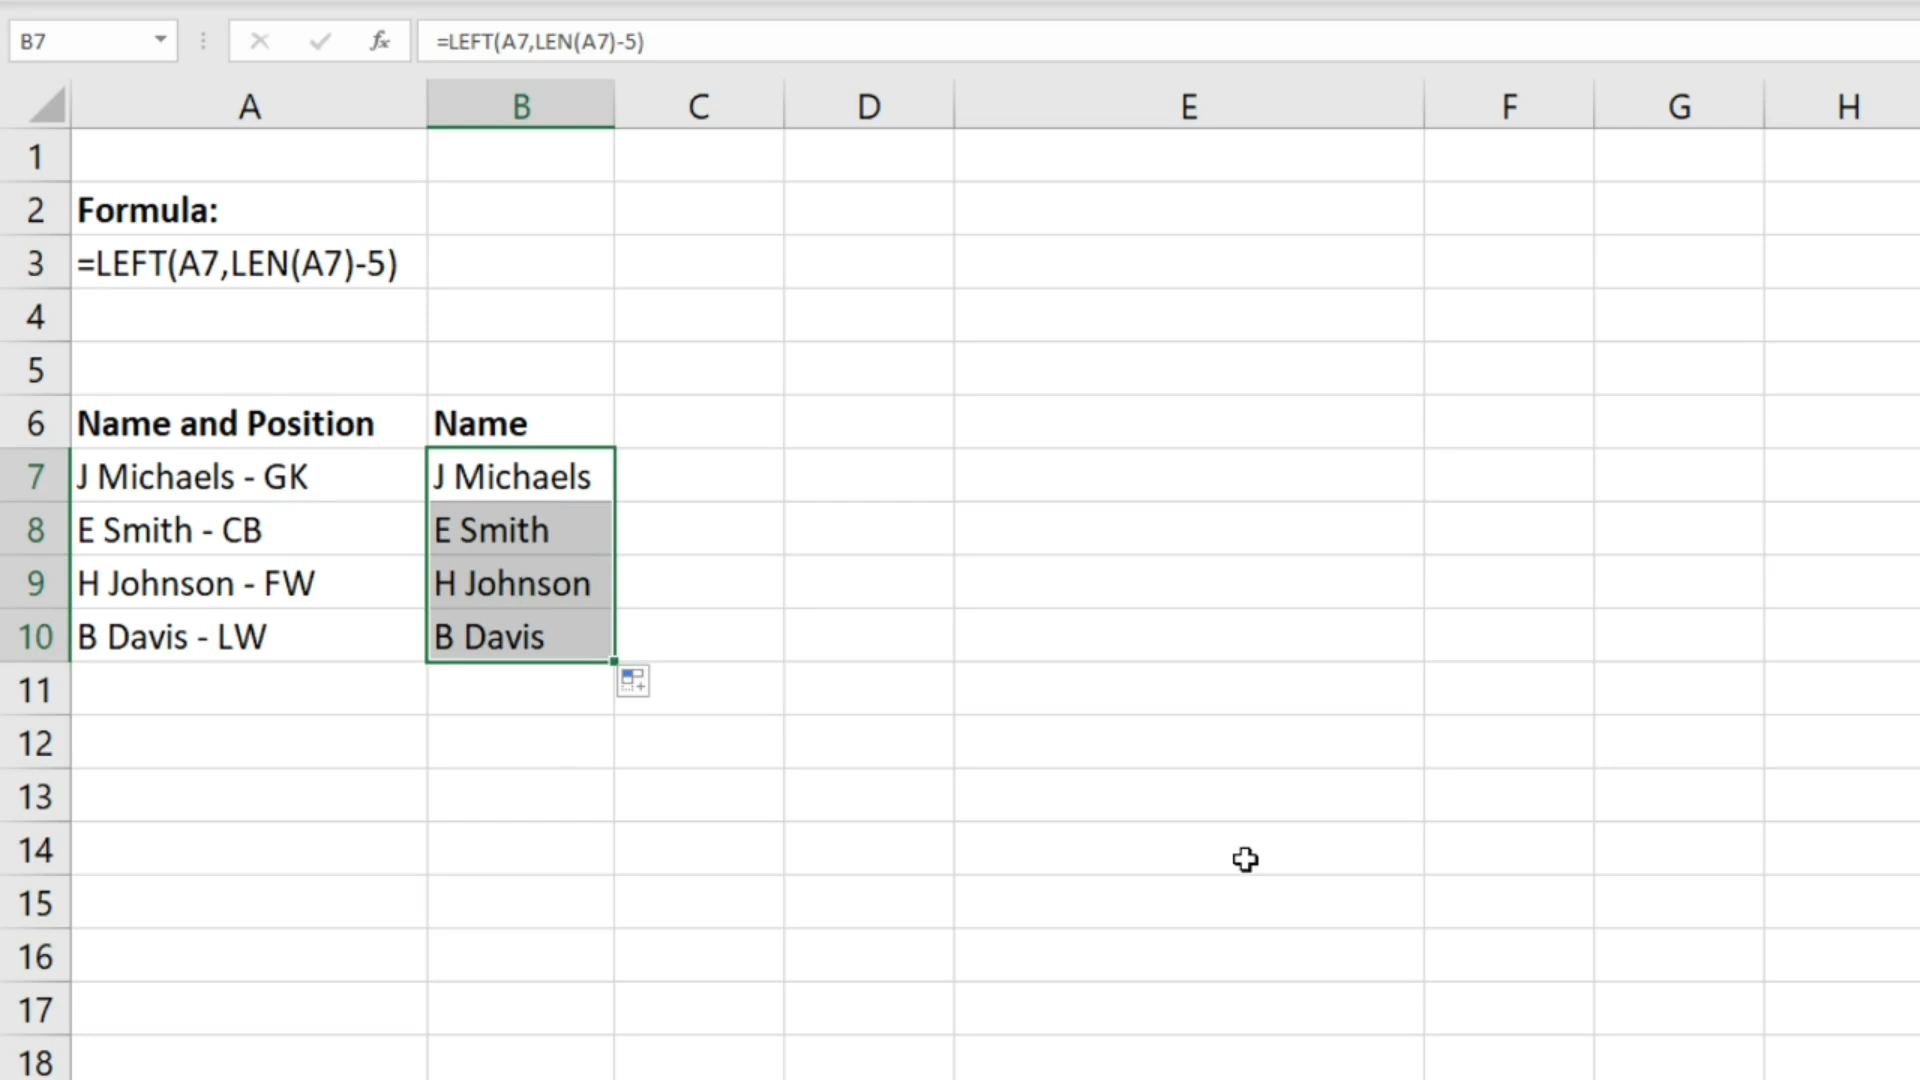 B7 fx =LEFT(A7,LEN(A7)-5)
A B C D E F G H
1
2 Formula:
3 =LEFT(A7,LEN(A7)-5)
4
5
6 Name and Position Name
7 J Michaels - GK J Michaels
8 E Smith - CB E Smith
9 H Johnson - FW H Johnson
10 B Davis - LW B Davis
11
12
13
14
15
16
17
18